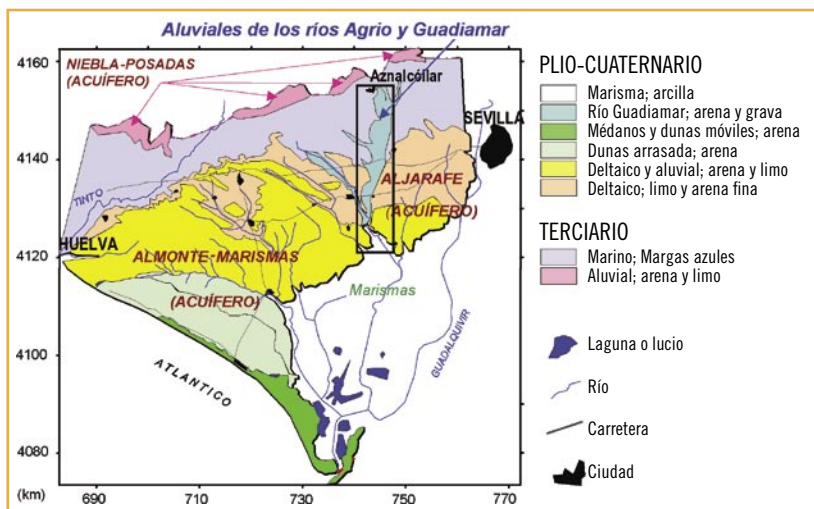 Aluviales de los ríos Agrio y Guadiamar
4160
NIEBLA-POSADAS
(ACUÍFERO)
Aznalcóllar
SEVILLA
4140
TINTO
ALJARAFE
(ACUÍFERO)
HUELVA
4120
ALMONTE-MARISMAS
(ACUÍFERO)
Marismas
GUADALQUIVIR
4100
ATLANTICO
4080
(km)
690
710
730
750
770
PLIO-CUATERNARIO
Marisma; arcilla
Río Guadiamar; arena y grava
Médanos y dunas móviles; arena
Dunas arrasada; arena
Deltaico y aluvial; arena y limo
Deltaico; limo y arena fina
TERCIARIO
Marino; Margas azules
Aluvial; arena y limo
Laguna o lucio
Río
Carretera
Ciudad